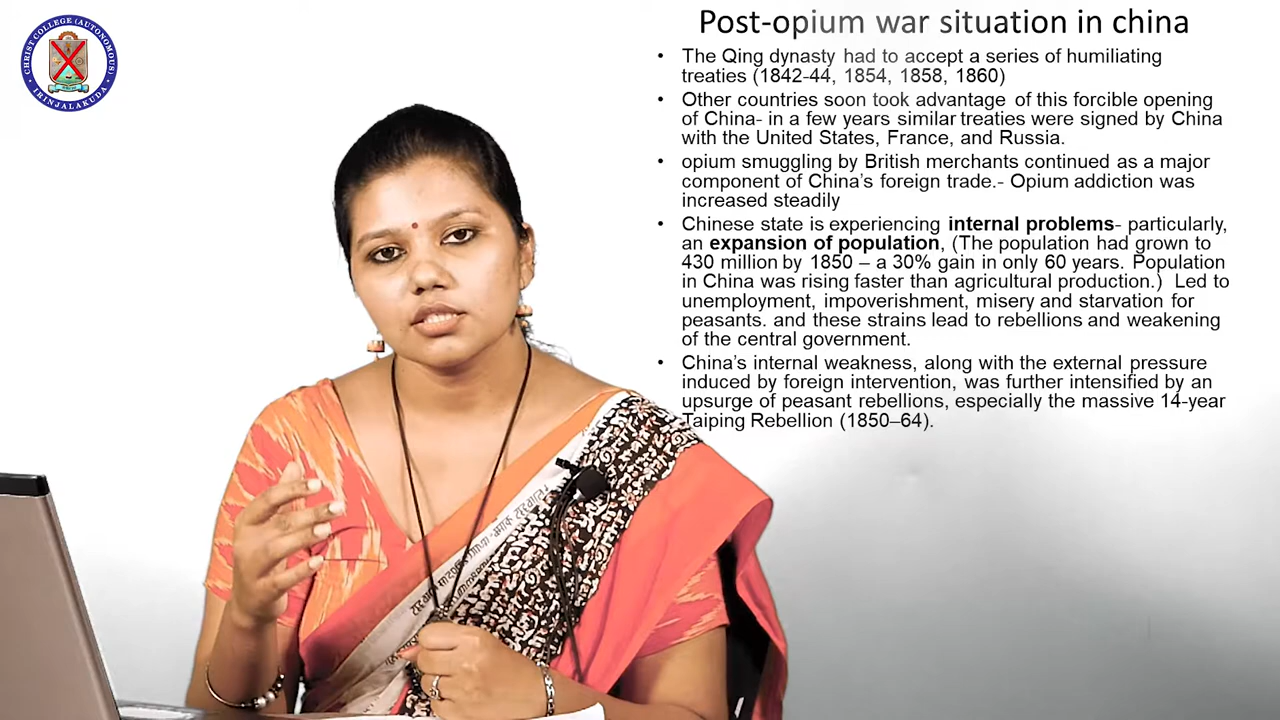 CHRIST COLLEGE (AUTONOMOUS)
IRINJALAKUDA
Post-opium war situation in china
• The Qing dynasty had to accept a series of humiliating
treaties (1842-44, 1854, 1858, 1860)
• Other countries soon took advantage of this forcible opening
of China- in a few years similar treaties were signed by China
with the United States, France, and Russia.
• opium smuggling by British merchants continued as a major
component of China’s foreign trade.- Opium addiction was
increased steadily
• Chinese state is experiencing internal problems- particularly,
an expansion of population, (The population had grown to
430 million by 1850 – a 30% gain in only 60 years. Population
in China was rising faster than agricultural production.)  Led to
unemployment, impoverishment, misery and starvation for
peasants. and these strains lead to rebellions and weakening
of the central government.
• China’s internal weakness, along with the external pressure
induced by foreign intervention, was further intensified by an
upsurge of peasant rebellions, especially the massive 14-year
Taiping Rebellion (1850–64).